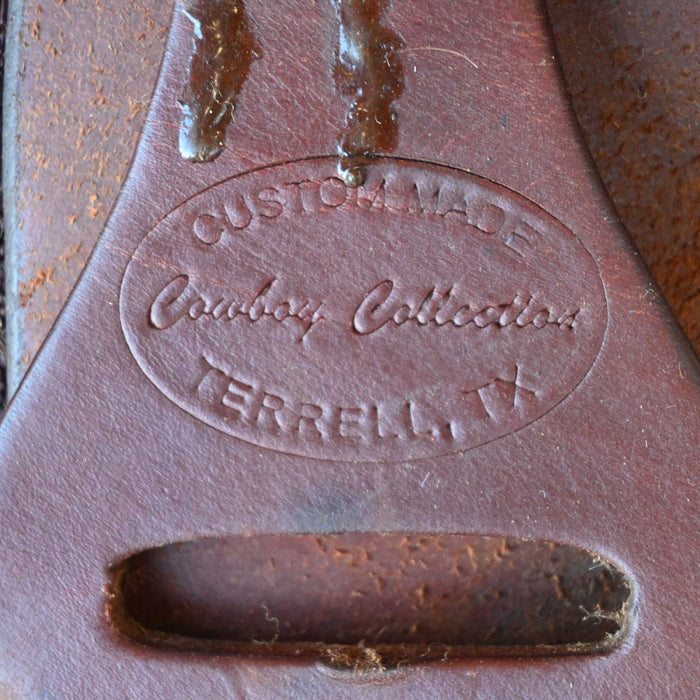 CUSTOM MADE
Cowboy Collection
TERRELL, TX